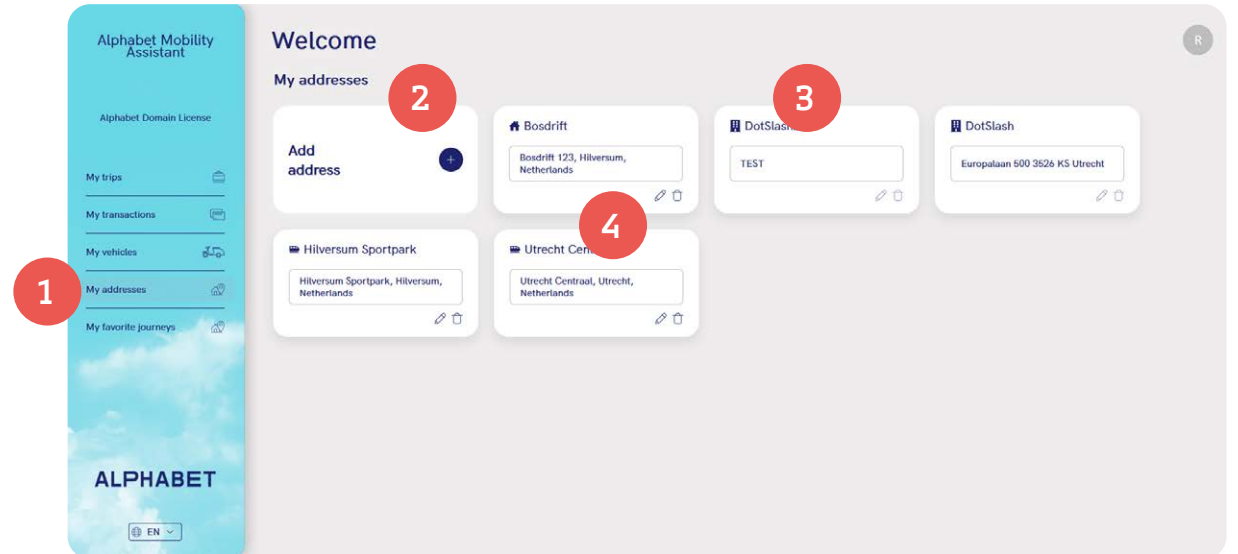 Alphabet Mobility
Assistant
Alphabet Domain License
My trips
My transactions
My vehicles
1
My addresses
My favorite journeys
ALPHABET
EN
Welcome
R
My addresses
2
3
Add
address
+
Bosdrift
Bosdrift 123, Hilversum,
Netherlands
DotSlash
TEST
DotSlash
Europalaan 500 3526 KS Utrecht
4
Hilversum Sportpark
Hilversum Sportpark, Hilversum,
Netherlands
Utrecht Cen
Utrecht Centraal, Utrecht,
Netherlands